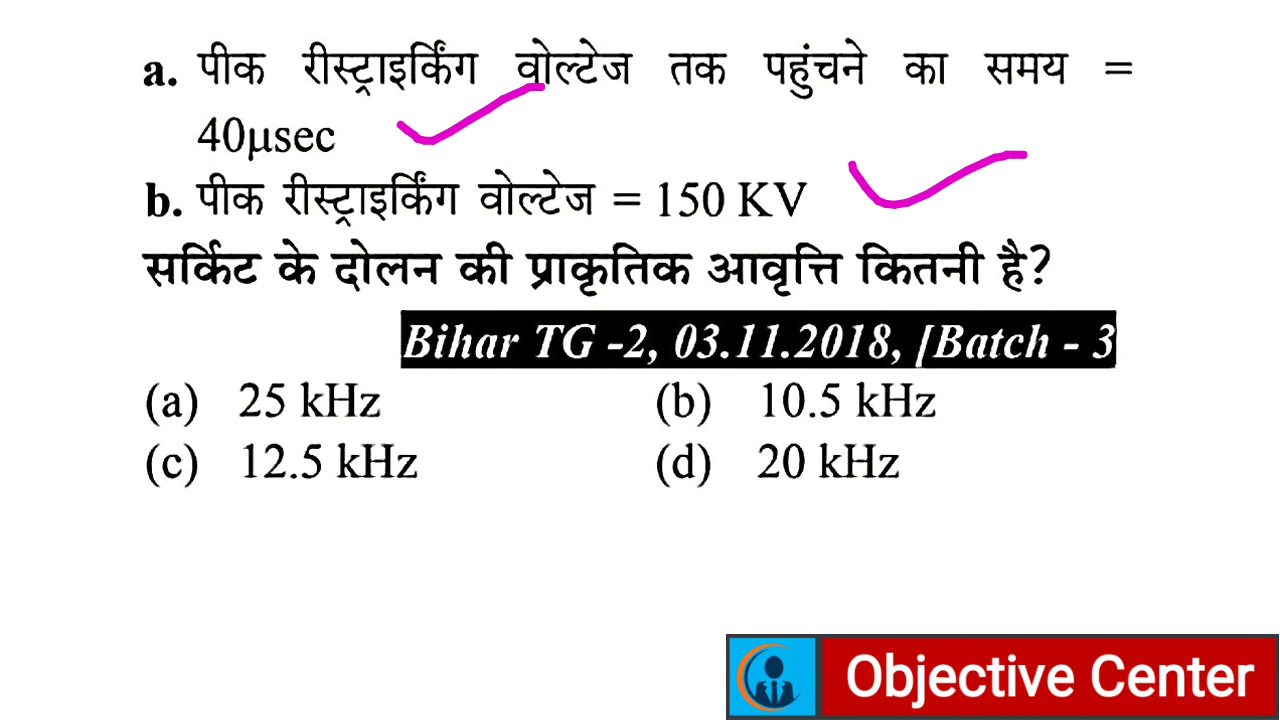 a. पीक रीस्ट्राइकिंग वोल्टेज तक पहुंचने का समय =
40μsec
b. पीक रीस्ट्राइकिंग वोल्टेज = 150 KV
सर्किट के दोलन की प्राकृतिक आवृत्ति कितनी है?
Bihar TG -2, 03.11.2018, [Batch - 3
(a) 25 kHz (b) 10.5 kHz
(c) 12.5 kHz (d) 20 kHz
Objective Center